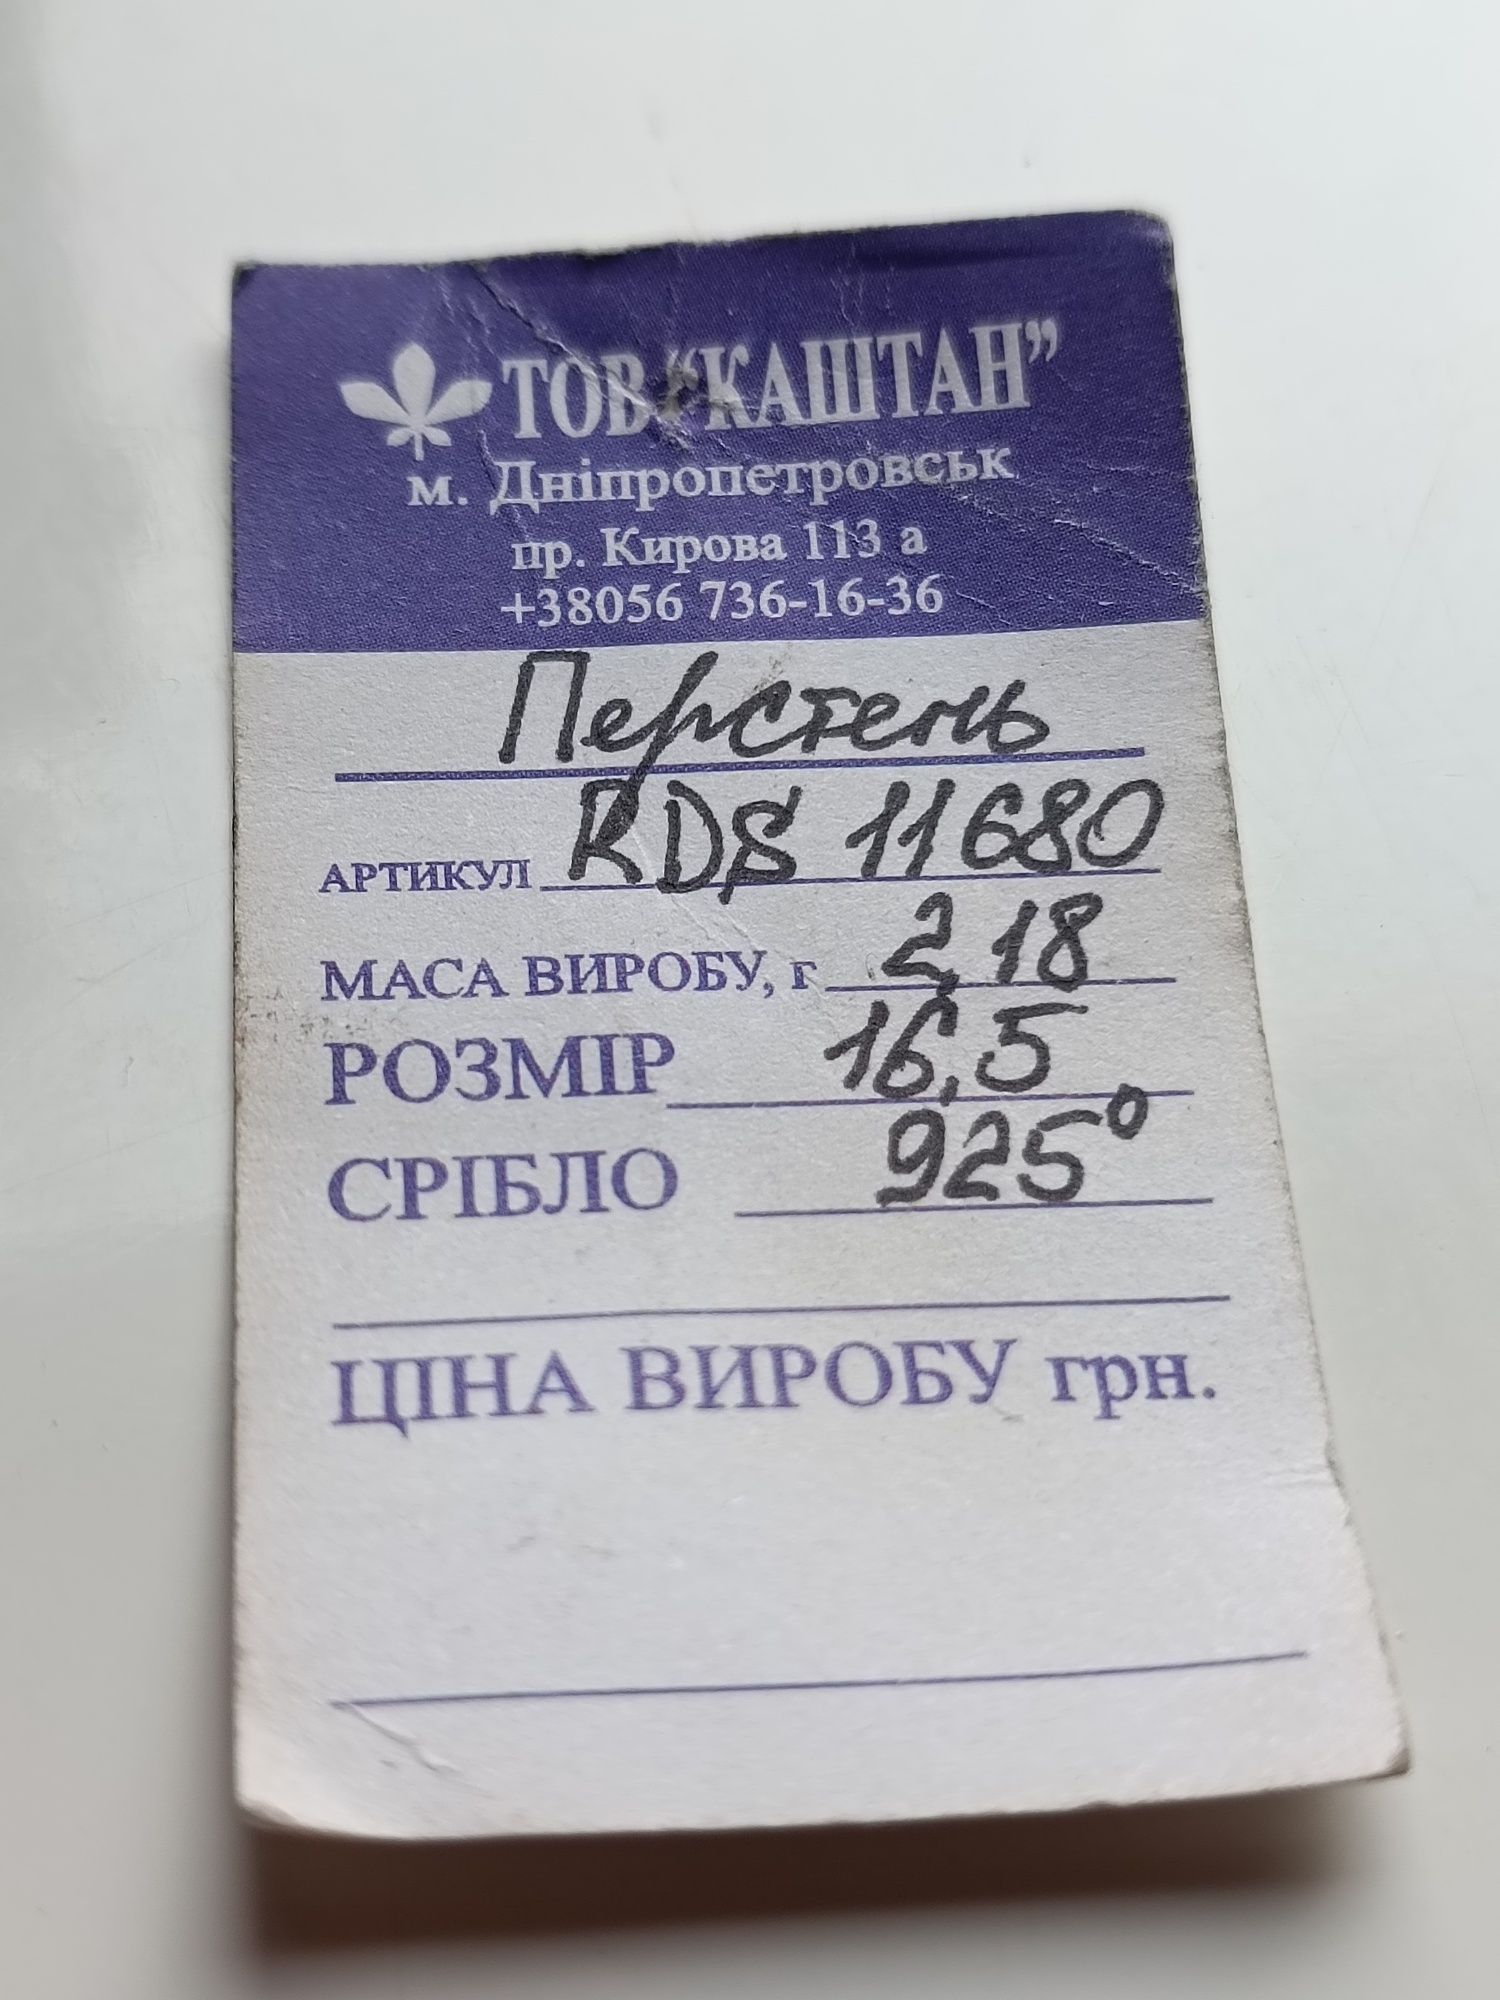 ТОВ "КАШТАН"
м. Дніпропетровськ
пр. Кирова 113 а
+38056 736-16-36
Перстень
АРТИКУЛ RDS 11680
МАСА ВИРОБУ, г 2,18
РОЗМІР 16,5
СРІБЛО 925°
ЦІНА ВИРОБУ грн.